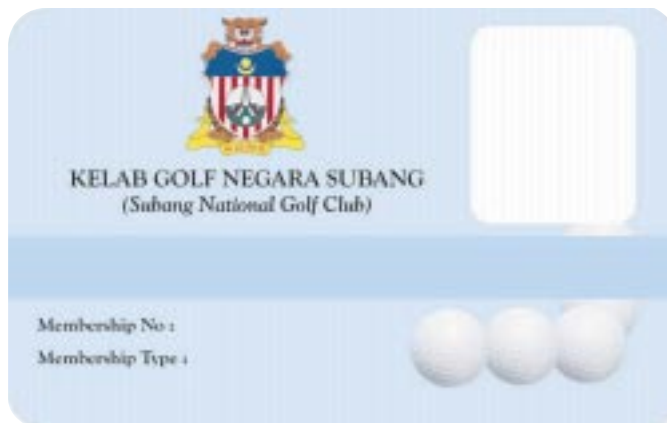 KELAB GOLF NEGARA SUBANG
(Subang National Golf Club)
Membership No :
Membership Type :